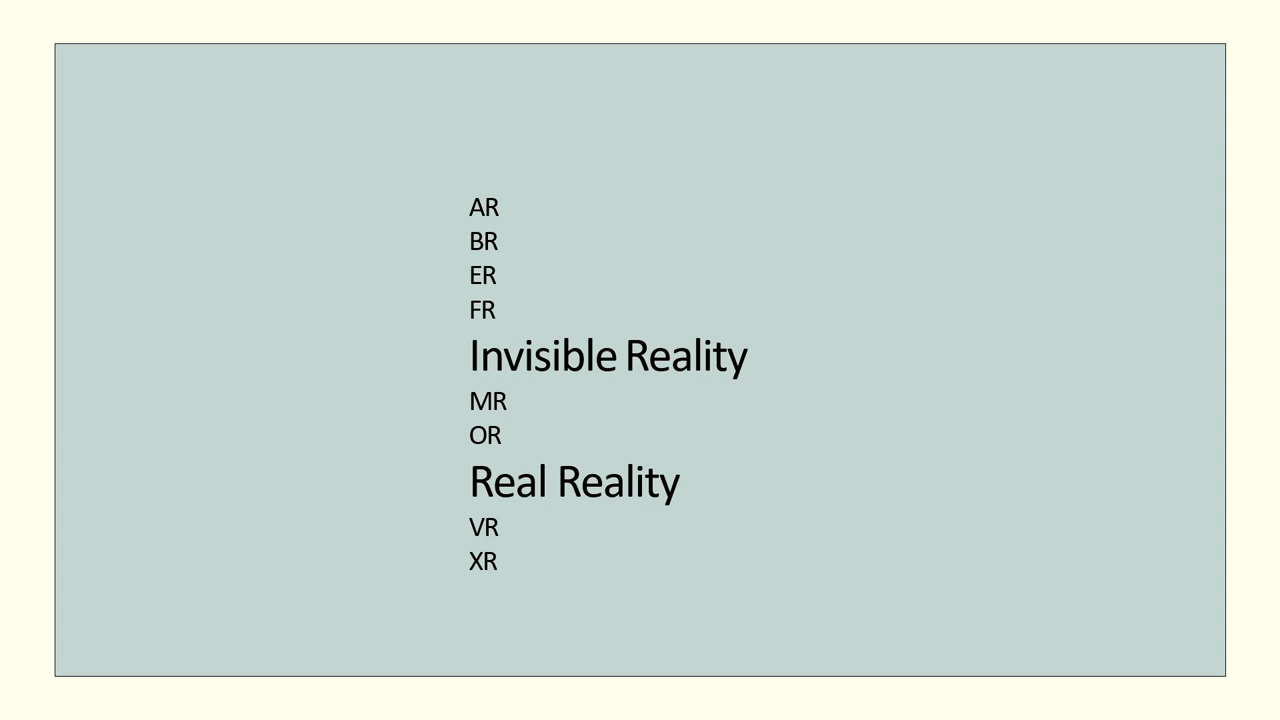 AR
BR
ER
FR
Invisible Reality
MR
OR
Real Reality
VR
XR